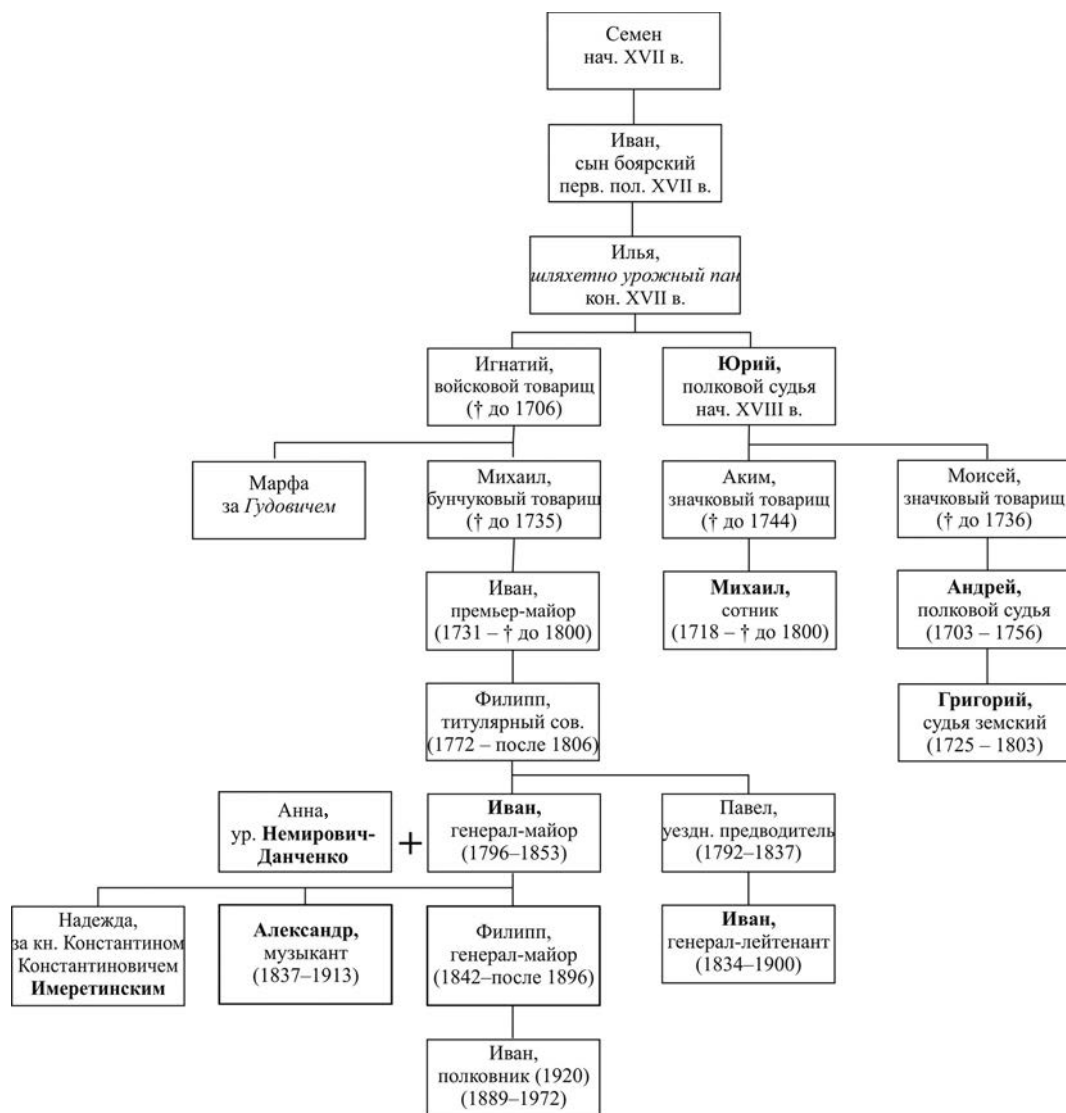 Семен
нач. XVII в.
Иван,
сын боярский
перв. пол. XVII в.
Илья,
шляхетно урожный пан
кон. XVII в.
Игнатий,
войсковой товарищ
(† до 1706)
Юрий,
полковой судья
нач. XVIII в.
Марфа
за Гудовичем
Михаил,
бунчуковый товарищ
(† до 1735)
Аким,
значковый товарищ
(† до 1744)
Моисей,
значковый товарищ
(† до 1736)
Иван,
премьер-майор
(1731 – † до 1800)
Михаил,
сотник
(1718 – † до 1800)
Андрей,
полковой судья
(1703 – 1756)
Филипп,
титулярный сов.
(1772 – после 1806)
Григорий,
судья земский
(1725 – 1803)
Анна,
ур. Немирович-
Данченко
+
Иван,
генерал-майор
(1796–1853)
Павел,
уездн. предводитель
(1792–1837)
Надежда,
за кн. Константином
Константиновичем
Имеретинским
Александр,
музыкант
(1837–1913)
Филипп,
генерал-майор
(1842–после 1896)
Иван,
генерал-лейтенант
(1834–1900)
Иван,
полковник (1920)
(1889–1972)